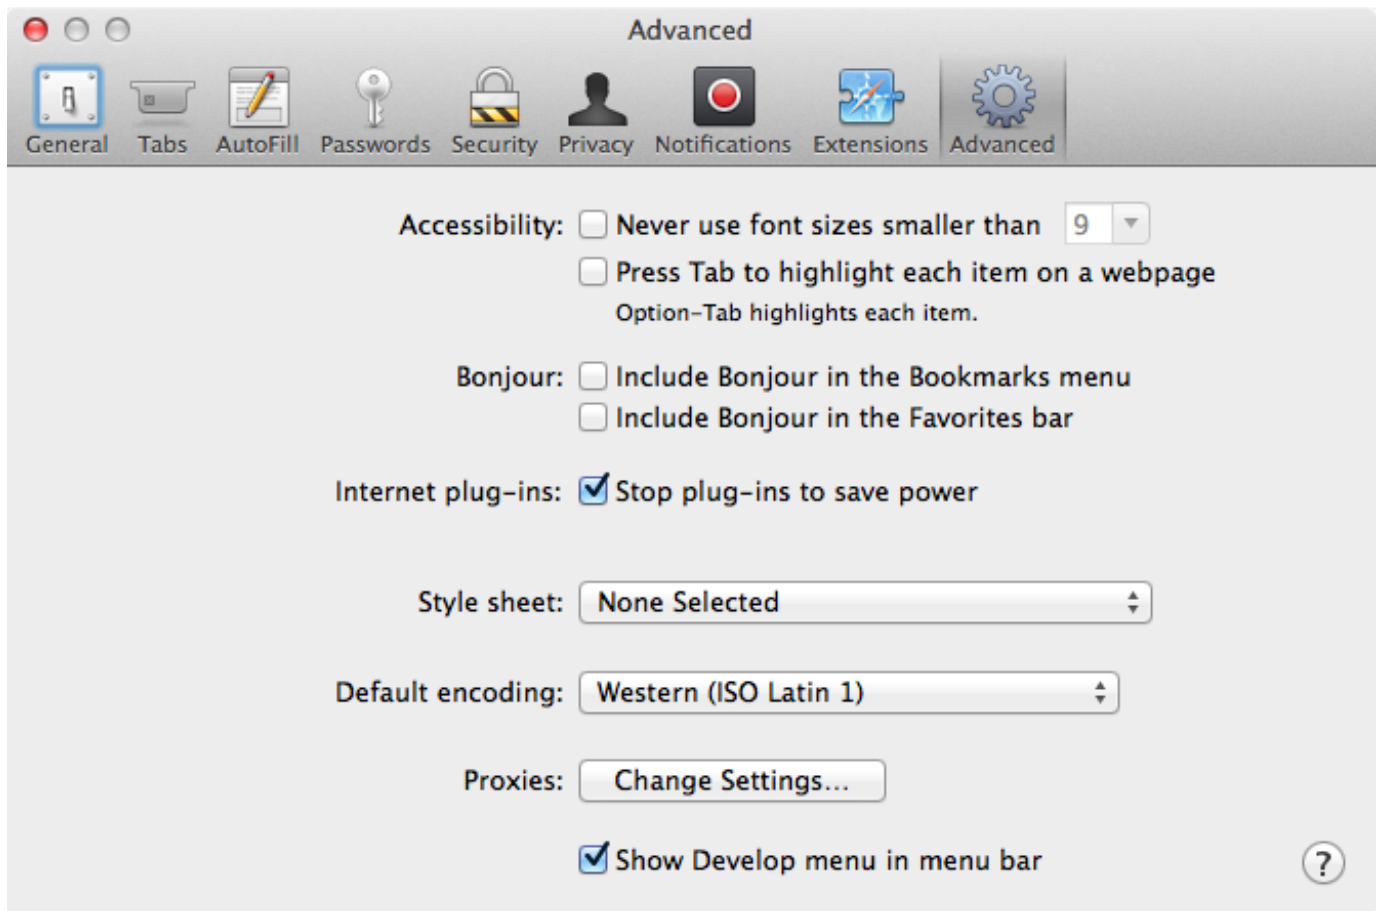 Advanced
General Tabs AutoFill Passwords Security Privacy Notifications Extensions Advanced
Accessibility: Never use font sizes smaller than 9
Press Tab to highlight each item on a webpage
Option-Tab highlights each item.
Bonjour: Include Bonjour in the Bookmarks menu
Include Bonjour in the Favorites bar
Internet plug-ins: Stop plug-ins to save power
Style sheet: None Selected
Default encoding: Western (ISO Latin 1)
Proxies: Change Settings...
Show Develop menu in menu bar ?